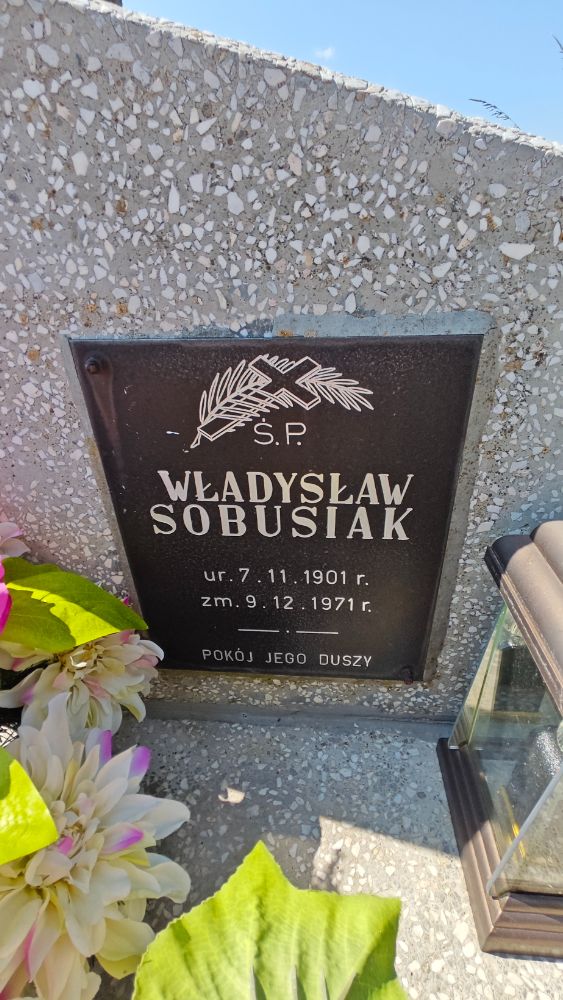 Ś.P.
WŁADYSŁAW
SOBUSIAK
ur. 7. 11. 1901 r.
zm. 9. 12. 1971 r.
POKÓJ JEGO DUSZY